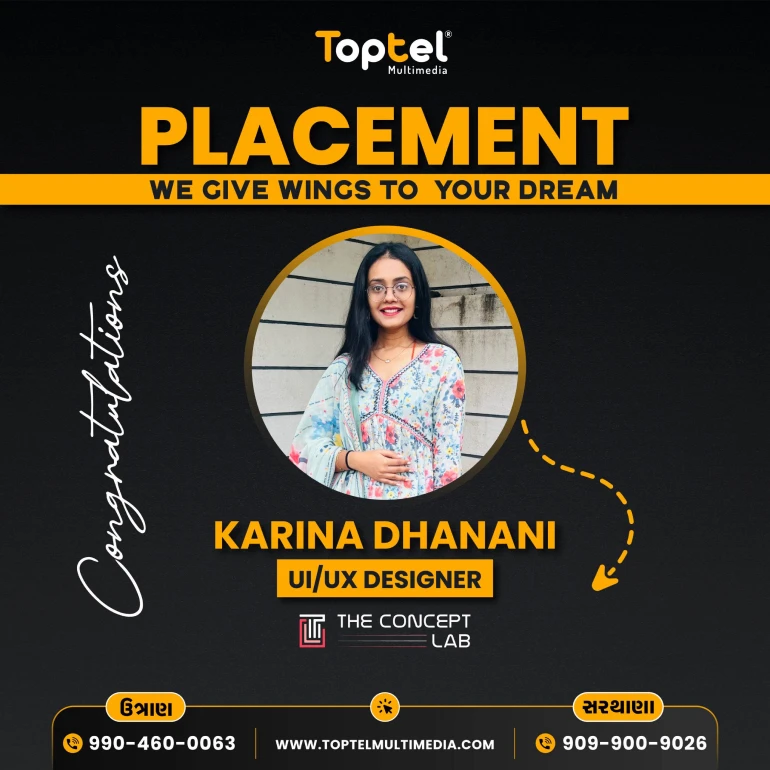 Toptel®
Multimedia
PLACEMENT
WE GIVE WINGS TO YOUR DREAM
Congratulations
KARINA DHANANI
UI/UX DESIGNER
THE CONCEPT
LAB
ઉત્રાણ
સરથાણા
990-460-0063
WWW.TOPTELMULTIMEDIA.COM
909-900-9026